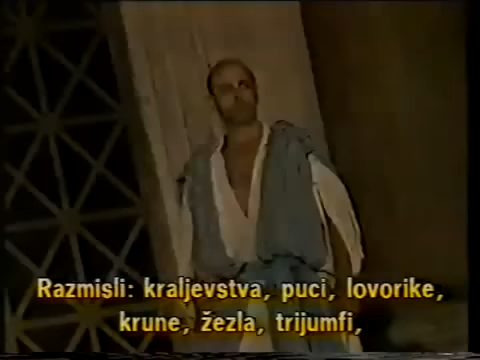 Razmisli: kraljevstva, puci, lovorike,
krune, žezla, trijumfi,